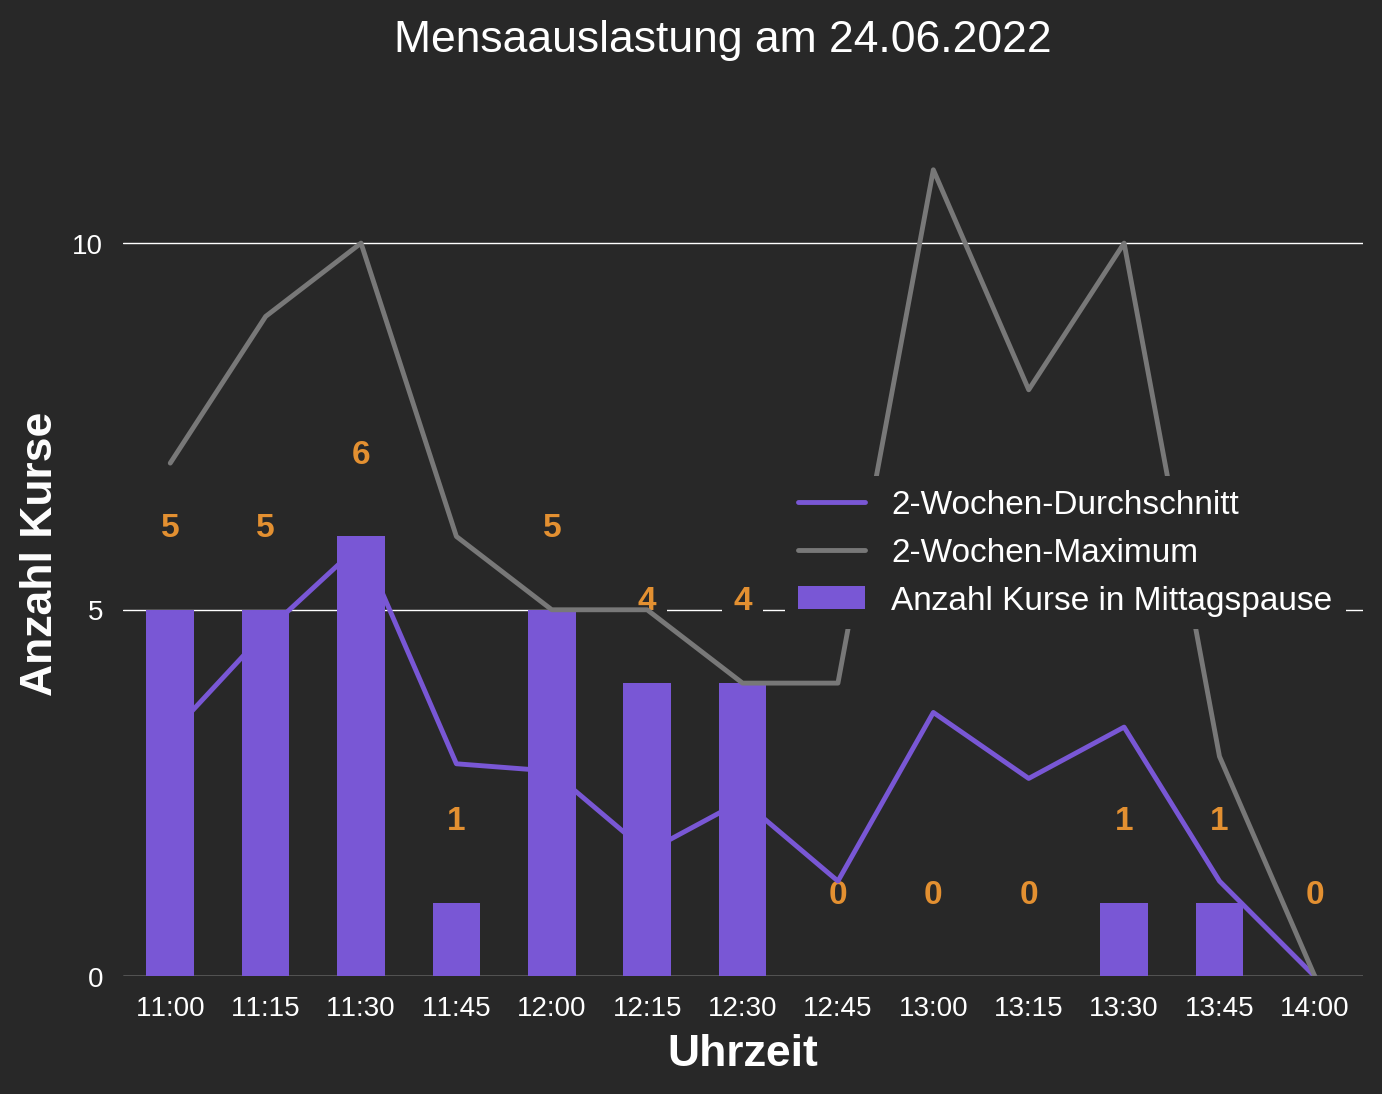 Mensaauslastung am 24.06.2022
Anzahl Kurse
10
5
0
6
5 5 5
4 4
1 1 1
0 0 0 0
2-Wochen-Durchschnitt
2-Wochen-Maximum
Anzahl Kurse in Mittagspause
11:00 11:15 11:30 11:45 12:00 12:15 12:30 12:45 13:00 13:15 13:30 13:45 14:00
Uhrzeit